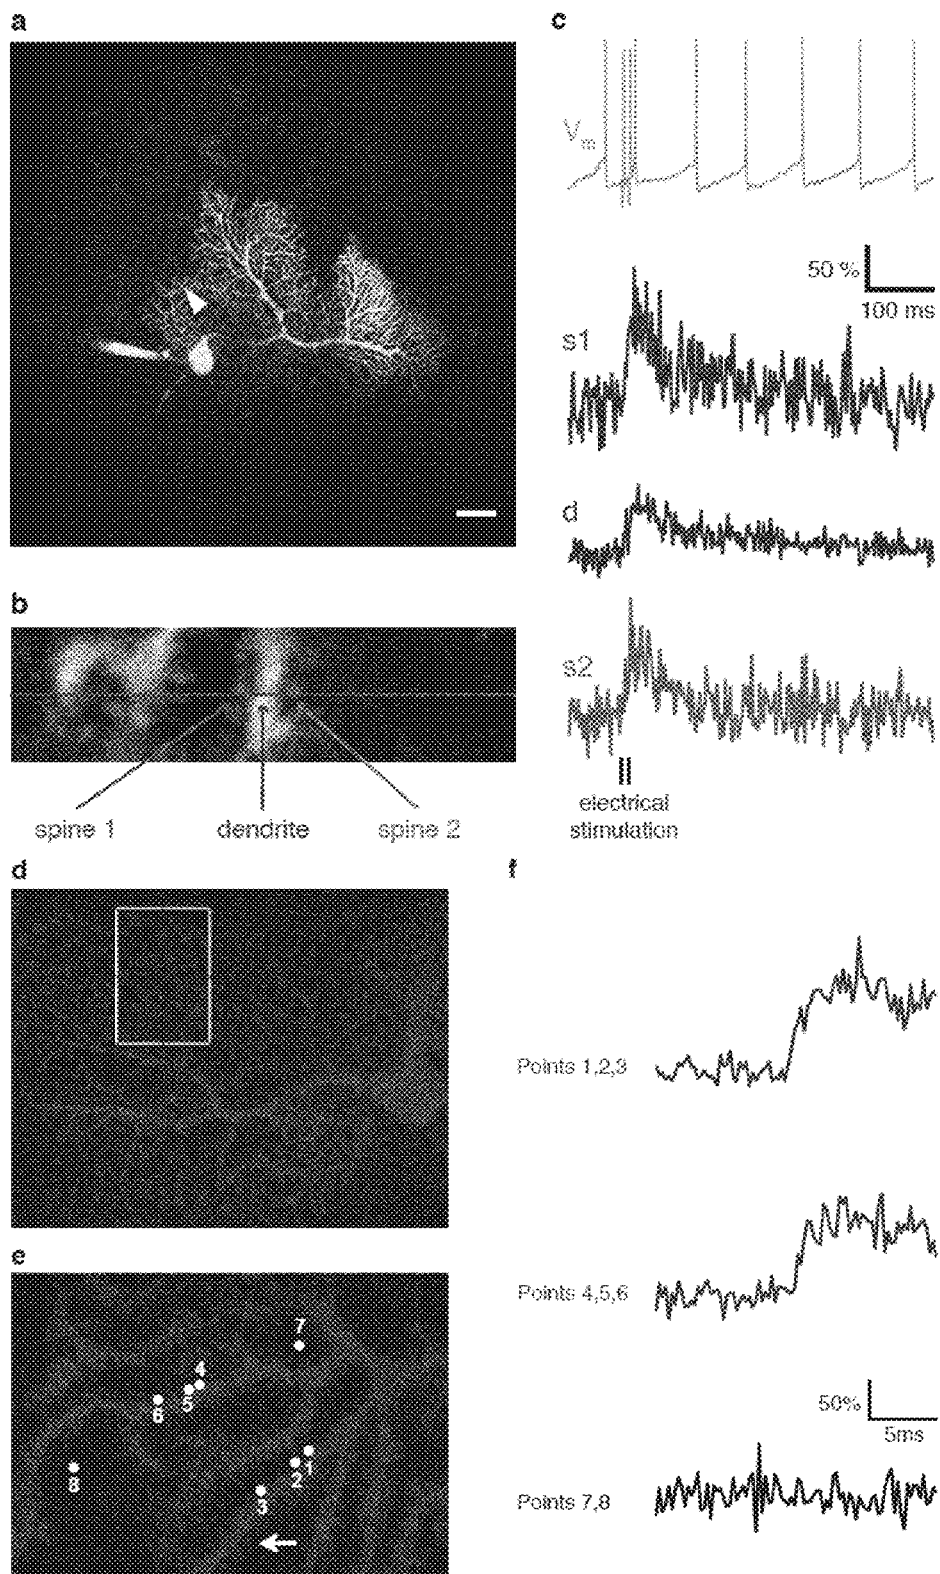 a
c
V_m
50 %
100 ms
s1
d
s2
electrical
stimulation
b
spine 1
dendrite
spine 2
d
f
Points 1,2,3
Points 4,5,6
50%
5ms
Points 7,8
e
7
4
5
6
1
2
3
8